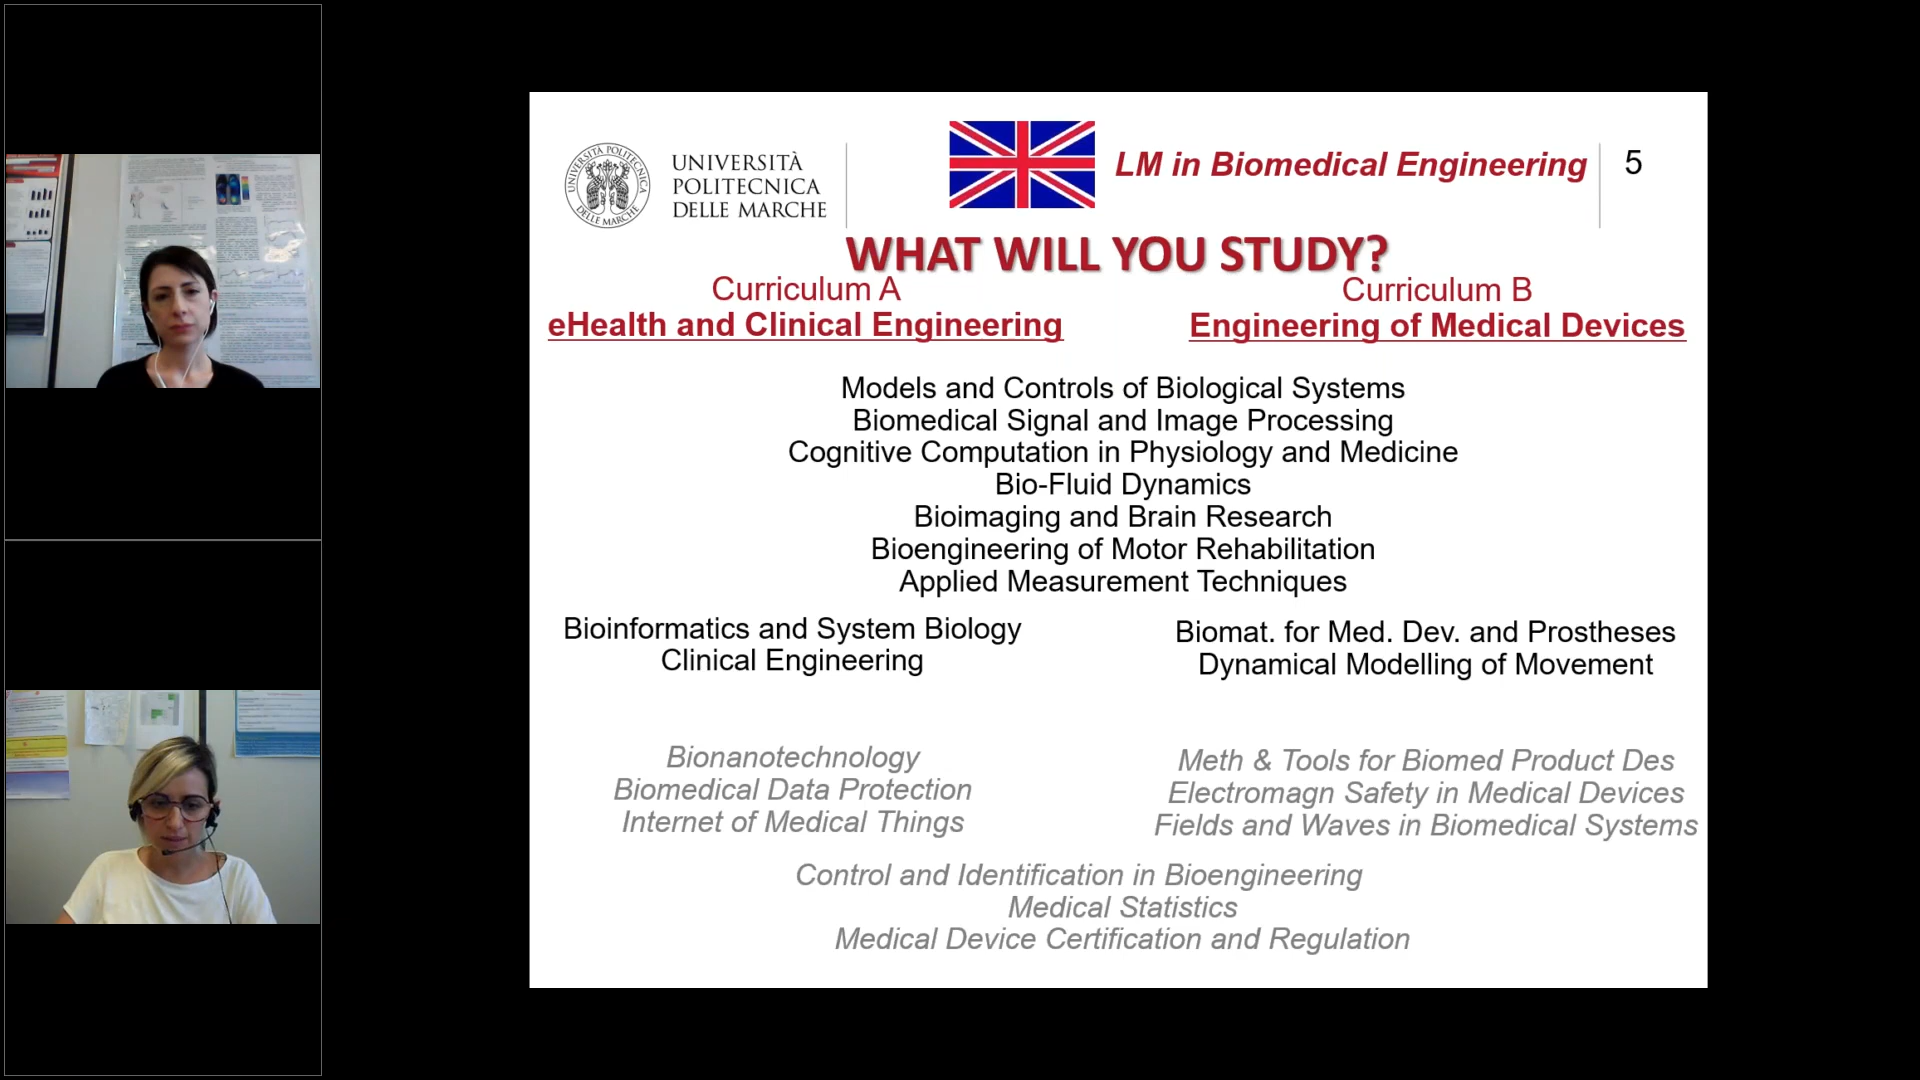 UNIVERSITÀ POLITECNICA
DELLE MARCHE
UNIVERSITÀ
POLITECNICA
DELLE MARCHE
LM in Biomedical Engineering
5
WHAT WILL YOU STUDY?
Curriculum A
eHealth and Clinical Engineering
Curriculum B
Engineering of Medical Devices
Models and Controls of Biological Systems
Biomedical Signal and Image Processing
Cognitive Computation in Physiology and Medicine
Bio-Fluid Dynamics
Bioimaging and Brain Research
Bioengineering of Motor Rehabilitation
Applied Measurement Techniques
Bioinformatics and System Biology
Clinical Engineering
Biomat. for Med. Dev. and Prostheses
Dynamical Modelling of Movement
Bionanotechnology
Biomedical Data Protection
Internet of Medical Things
Meth & Tools for Biomed Product Des
Electromagn Safety in Medical Devices
Fields and Waves in Biomedical Systems
Control and Identification in Bioengineering
Medical Statistics
Medical Device Certification and Regulation